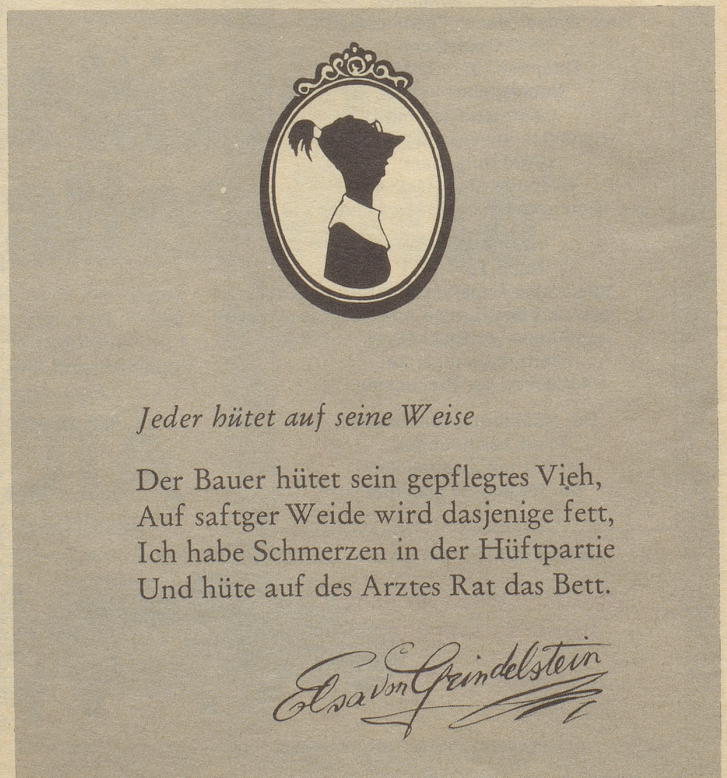 Jeder hütet auf seine Weise
Der Bauer hütet sein gepflegtes Vieh,
Auf saftger Weide wird dasjenige fett,
Ich habe Schmerzen in der Hüftpartie
Und hüte auf des Arztes Rat das Bett.
Elsa von Grindelstein